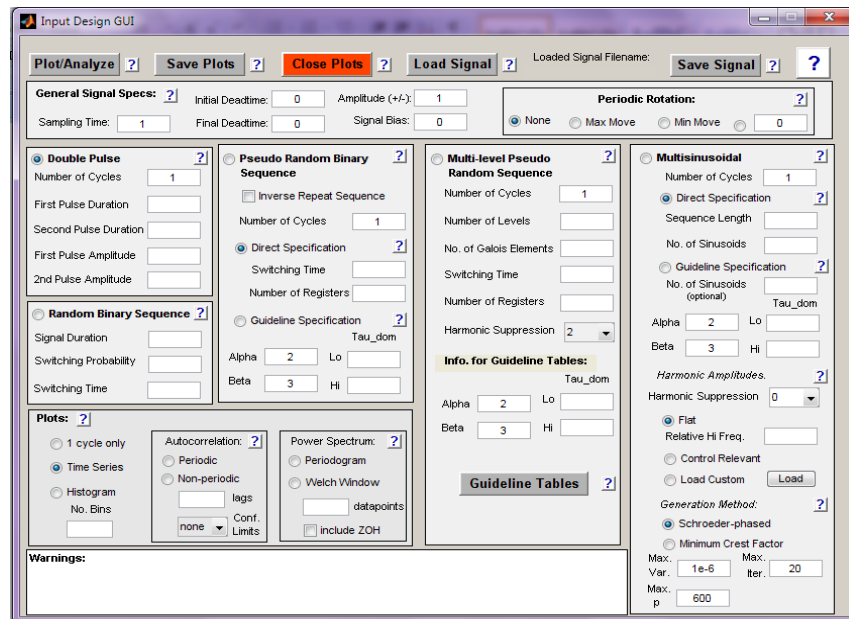 Input Design GUI
Plot/Analyze ? Save Plots ? Close Plots ? Load Signal ? Loaded Signal Filename: Save Signal ? ?
General Signal Specs: ? Initial Deadtime: 0 Amplitude (+/-): 1
Sampling Time: 1 Final Deadtime: 0 Signal Bias: 0
Periodic Rotation: ?
None Max Move Min Move 0
Double Pulse ?
Number of Cycles 1
First Pulse Duration
Second Pulse Duration
First Pulse Amplitude
2nd Pulse Amplitude
Random Binary Sequence ?
Signal Duration
Switching Probability
Switching Time
Pseudo Random Binary ?
Sequence
Inverse Repeat Sequence
Number of Cycles 1
Direct Specification ?
Switching Time
Number of Registers
Guideline Specification ?
Tau_dom
Alpha 2 Lo
Beta 3 Hi
Multi-level Pseudo ?
Random Sequence
Number of Cycles 1
Number of Levels
No. of Galois Elements
Switching Time
Number of Registers
Harmonic Suppression 2
Info. for Guideline Tables:
Tau_dom
Alpha 2 Lo
Beta 3 Hi
Guideline Tables ?
Multisinusoidal ?
Number of Cycles 1
Direct Specification ?
Sequence Length
No. of Sinusoids
Guideline Specification ?
No. of Sinusoids
(optional) Tau_dom
Alpha 2 Lo
Beta 3 Hi
Harmonic Amplitudes. ?
Harmonic Suppression 0
Flat
Relative Hi Freq.
Control Relevant
Load Custom Load
Generation Method: ?
Schroeder-phased
Minimum Crest Factor
Max. Var. 1e-6 Max. Iter. 20
Max. p 600
Plots: ?
1 cycle only
Time Series
Histogram
No. Bins
Autocorrelation: ?
Periodic
Non-periodic
lags
none Conf. Limits
Power Spectrum: ?
Periodogram
Welch Window
datapoints
include ZOH
Warnings: